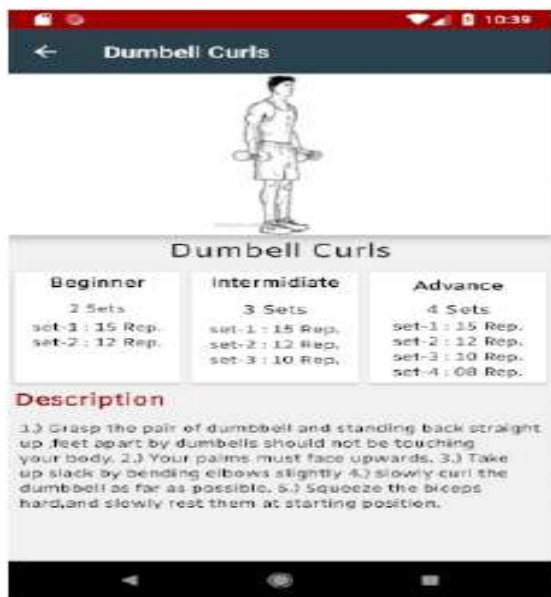 10:39
Dumbell Curls
Dumbell Curls
Beginner
2 Sets
set-1 : 15 Rep.
set-2 : 12 Rep.
Intermidiate
3 Sets
set-1 : 15 Rep.
set-2 : 12 Rep.
set-3 : 10 Rep.
Advance
4 Sets
set-1 : 15 Rep.
set-2 : 12 Rep.
set-3 : 10 Rep.
set-4 : 08 Rep.
Description
1.) Grasp the pair of dumbbell and standing back straight
up ,feet apart by dumbells should not be touching
your body. 2.) Your palms must face upwards. 3.) Take
up slack by bending elbows slightly 4.) slowly curl the
dumbbell as far as possible. 5.) Squeeze the biceps
hard,and slowly rest them at starting position.